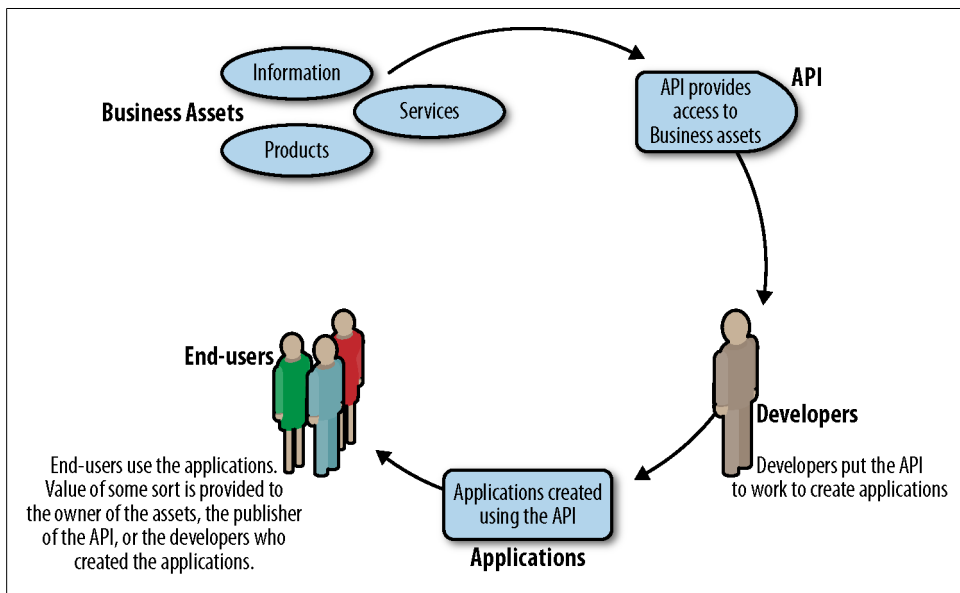 Information
Business Assets
Services
Products
API
API provides
access to
Business assets
Developers
Developers put the API
to work to create applications
Applications created
using the API
Applications
End-users
End-users use the applications.
Value of some sort is provided to
the owner of the assets, the publisher
of the API, or the developers who
created the applications.